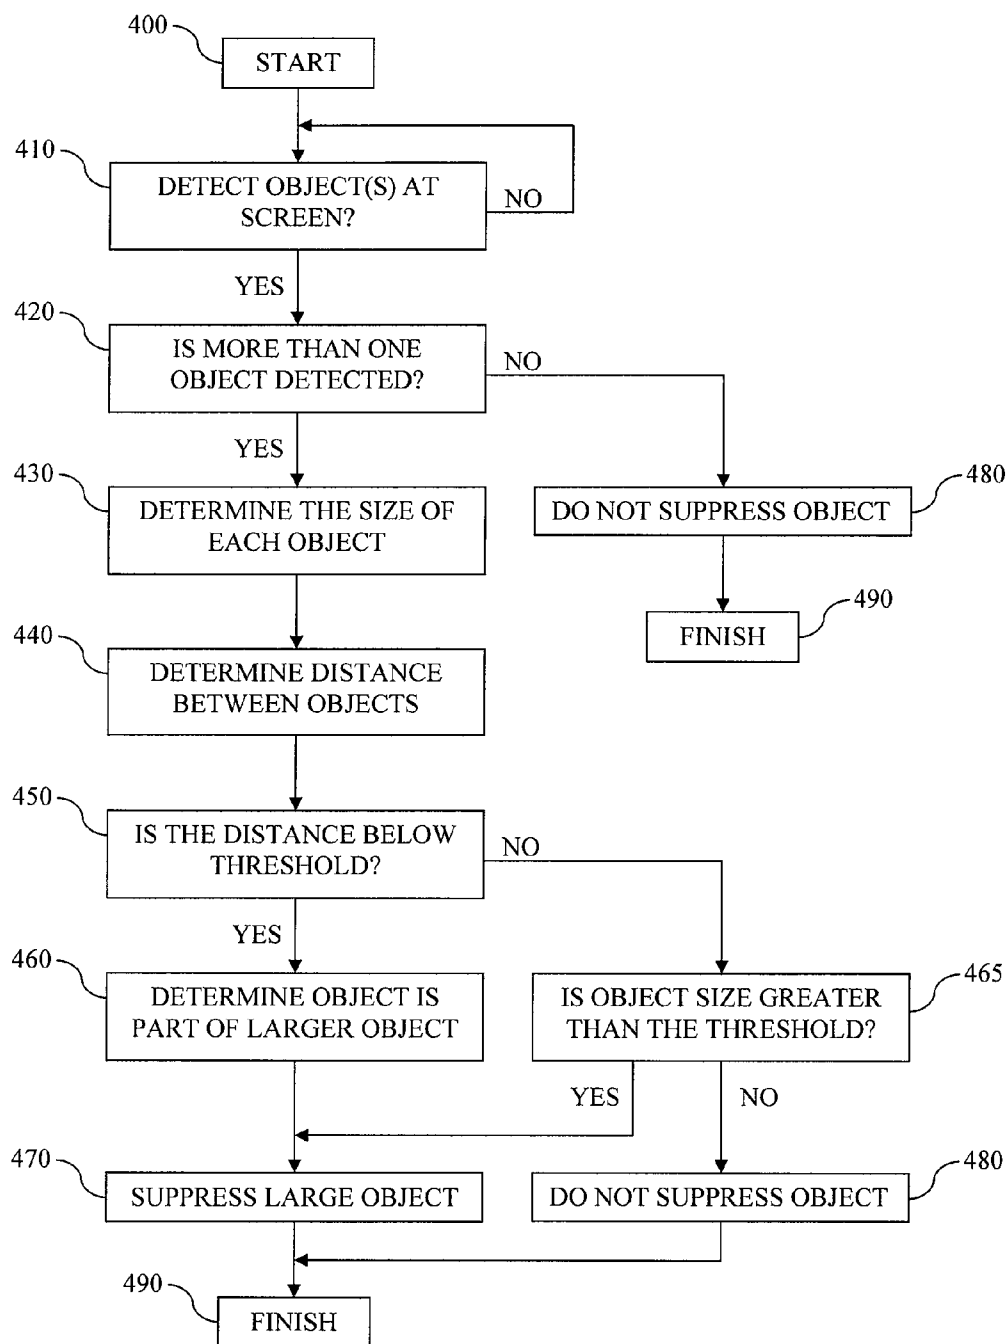 400
START
410
DETECT OBJECT(S) AT
SCREEN?
NO
YES
420
IS MORE THAN ONE
OBJECT DETECTED?
NO
YES
430
DETERMINE THE SIZE OF
EACH OBJECT
480
DO NOT SUPPRESS OBJECT
490
FINISH
440
DETERMINE DISTANCE
BETWEEN OBJECTS
450
IS THE DISTANCE BELOW
THRESHOLD?
NO
YES
460
DETERMINE OBJECT IS
PART OF LARGER OBJECT
465
IS OBJECT SIZE GREATER
THAN THE THRESHOLD?
YES
NO
470
SUPPRESS LARGE OBJECT
480
DO NOT SUPPRESS OBJECT
490
FINISH